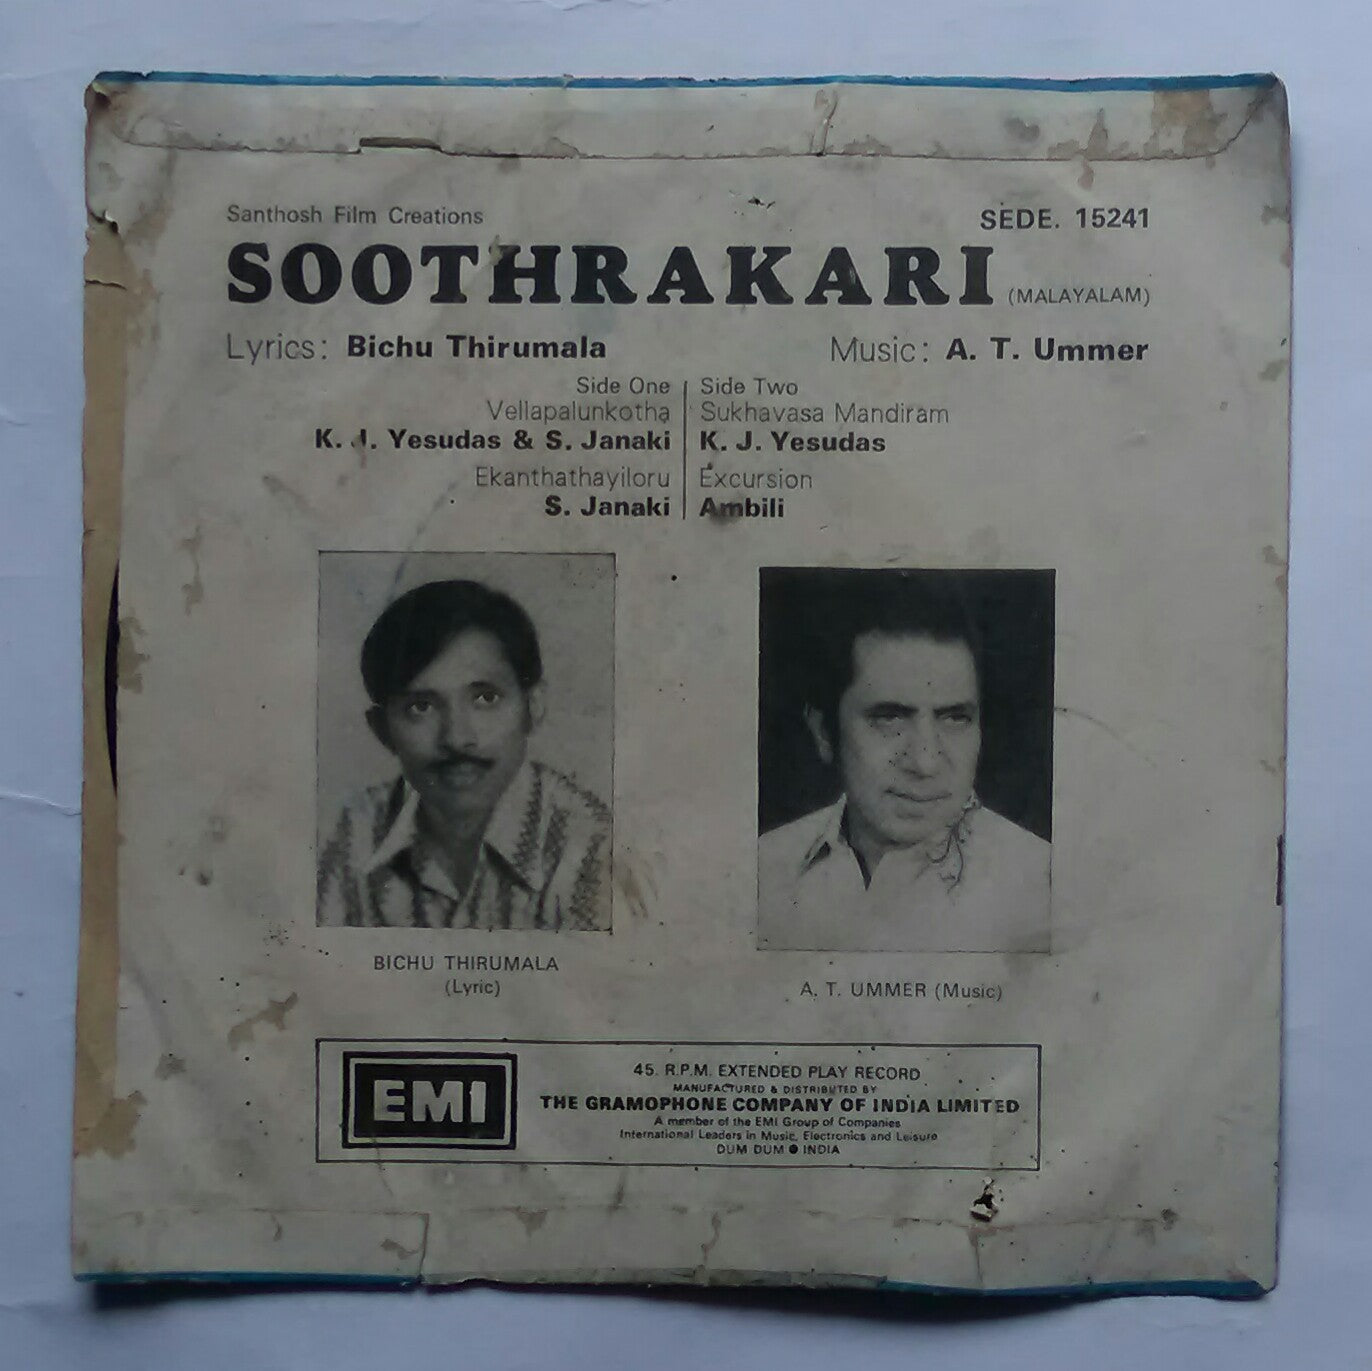 Santhosh Film Creations
SEDE. 15241
SOOTHRAKARI (MALAYALAM)
Lyrics: Bichu Thirumala
Music: A. T. Ummer
Side One
Vellapalunkotha
K. J. Yesudas & S. Janaki
Ekanthathayiloru
S. Janaki
Side Two
Sukhavasa Mandiram
K. J. Yesudas
Excursion
Ambili
BICHU THIRUMALA
(Lyric)
A. T. UMMER (Music)
EMI
45. R.P.M. EXTENDED PLAY RECORD
MANUFACTURED & DISTRIBUTED BY
THE GRAMOPHONE COMPANY OF INDIA LIMITED
A member of the EMI Group of Companies
International Leaders in Music, Electronics and Leisure
DUM DUM ● INDIA